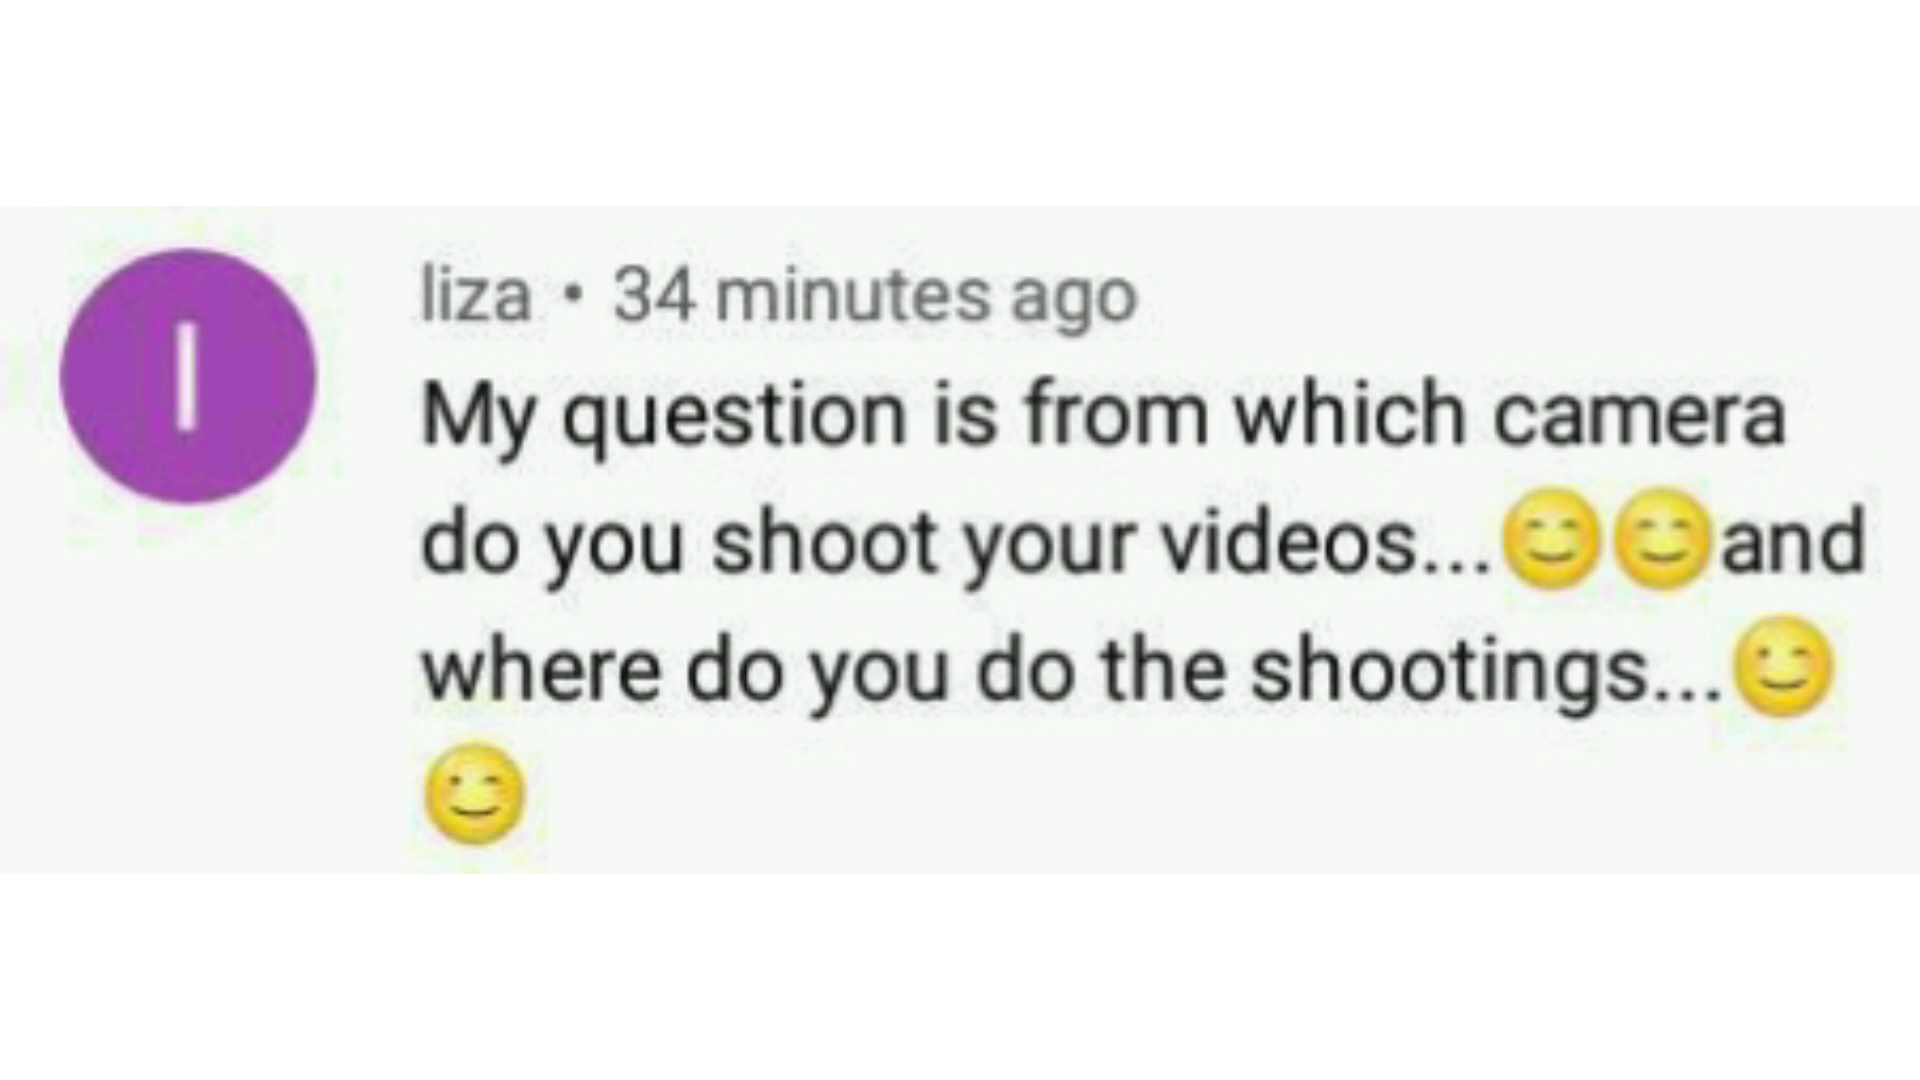 l
liza • 34 minutes ago
My question is from which camera
do you shoot your videos...😊😊and
where do you do the shootings...😊
😊